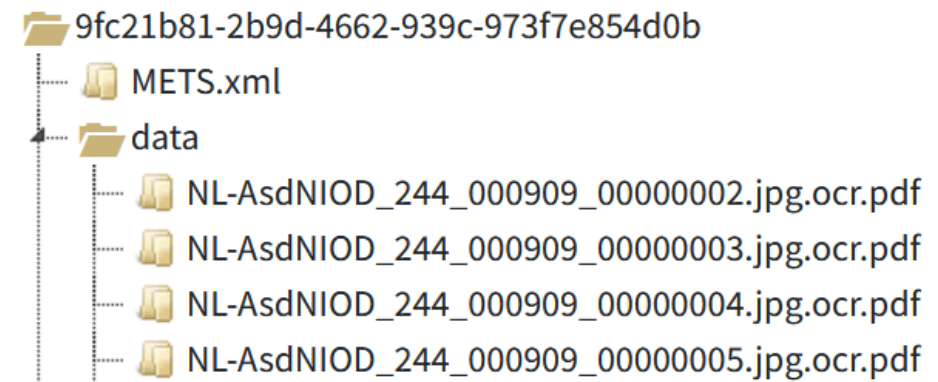 9fc21b81-2b9d-4662-939c-973f7e854d0b
METS.xml
data
NL-AsdNIOD_244_000909_00000002.jpg.ocr.pdf
NL-AsdNIOD_244_000909_00000003.jpg.ocr.pdf
NL-AsdNIOD_244_000909_00000004.jpg.ocr.pdf
NL-AsdNIOD_244_000909_00000005.jpg.ocr.pdf